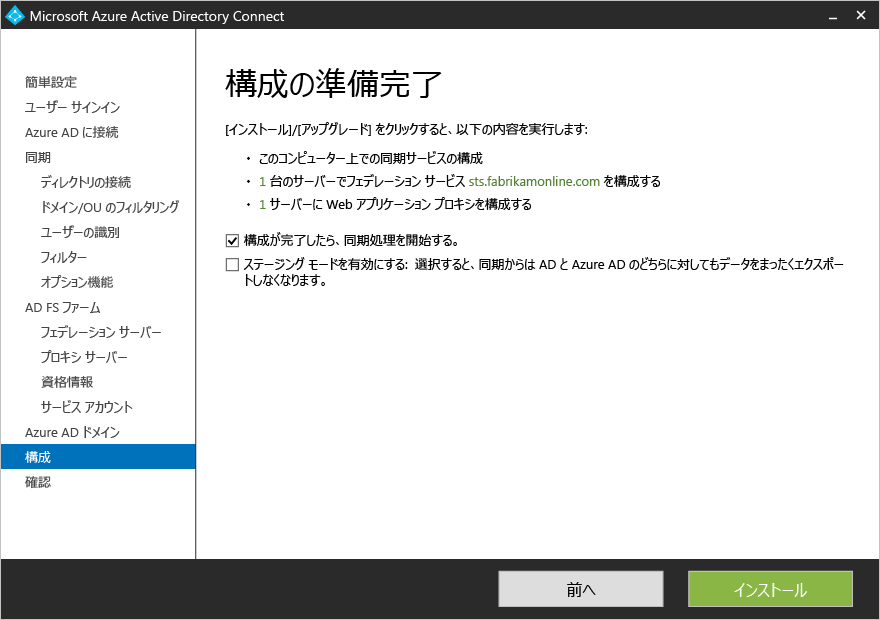 Microsoft Azure Active Directory Connect
簡単設定
ユーザー サインイン
Azure AD に接続
同期
ディレクトリの接続
ドメイン/OU のフィルタリング
ユーザーの識別
フィルター
オプション機能
AD FS ファーム
フェデレーション サーバー
プロキシ サーバー
資格情報
サービス アカウント
Azure AD ドメイン
構成
確認
構成の準備完了
[インストール]/[アップグレード] をクリックすると、以下の内容を実行します:
・ このコンピューター上での同期サービスの構成
・ 1 台のサーバーでフェデレーション サービス sts.fabrikamonline.com を構成する
・ 1 サーバーに Web アプリケーション プロキシを構成する
構成が完了したら、同期処理を開始する。
ステージング モードを有効にする: 選択すると、同期からは AD と Azure AD のどちらに対してもデータをまったくエクスポー
トしなくなります。
前へ
インストール